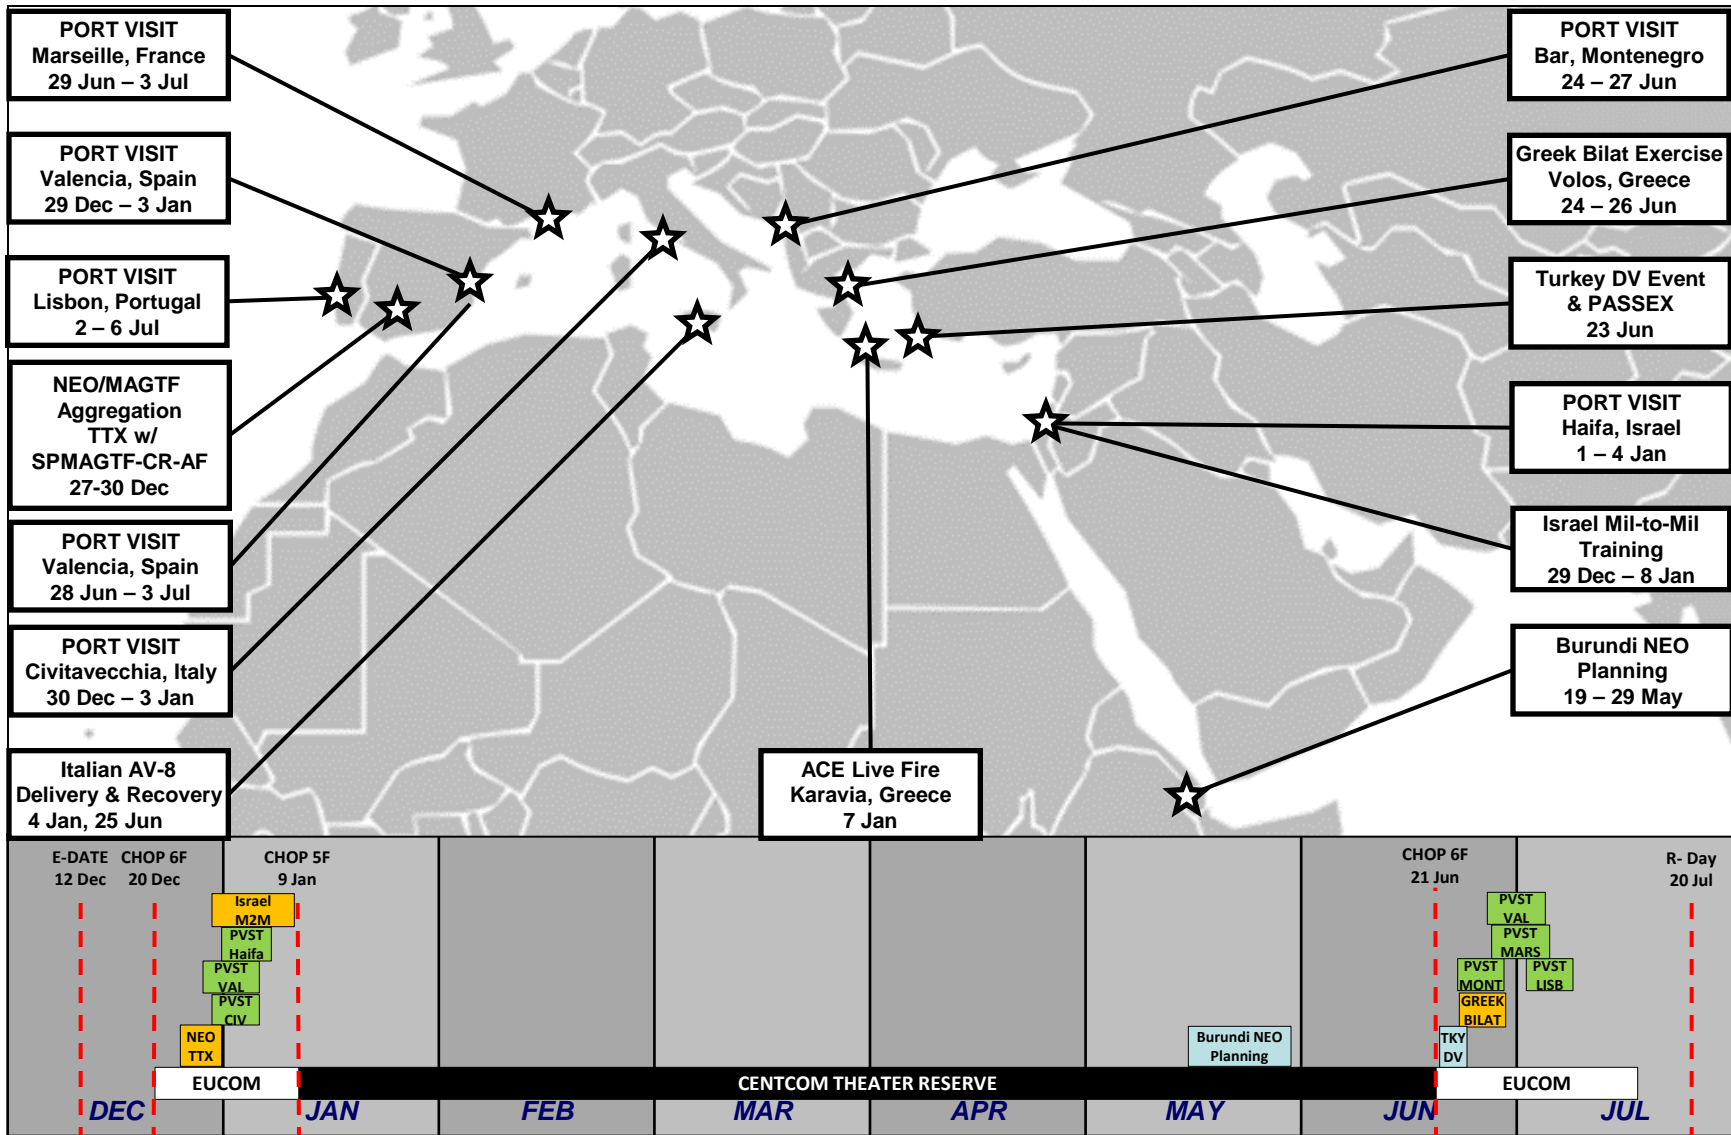 PORT VISIT
Marseille, France
29 Jun – 3 Jul
PORT VISIT
Valencia, Spain
29 Dec – 3 Jan
PORT VISIT
Lisbon, Portugal
2 – 6 Jul
NEO/MAGTF
Aggregation
TTX w/
SPMAGTF-CR-AF
27-30 Dec
PORT VISIT
Valencia, Spain
28 Jun – 3 Jul
PORT VISIT
Civitavecchia, Italy
30 Dec – 3 Jan
Italian AV-8
Delivery & Recovery
4 Jan, 25 Jun
ACE Live Fire
Karavia, Greece
7 Jan
PORT VISIT
Bar, Montenegro
24 – 27 Jun
Greek Bilat Exercise
Volos, Greece
24 – 26 Jun
Turkey DV Event
& PASSEX
23 Jun
PORT VISIT
Haifa, Israel
1 – 4 Jan
Israel Mil-to-Mil
Training
29 Dec – 8 Jan
Burundi NEO
Planning
19 – 29 May
E-DATE
12 Dec
CHOP 6F
20 Dec
CHOP 5F
9 Jan
CHOP 6F
21 Jun
R- Day
20 Jul
Israel
M2M
PVST
Haifa
PVST
VAL
PVST
CIV
NEO
TTX
Burundi NEO
Planning
PVST
VAL
PVST
MARS
PVST
MONT
PVST
LISB
GREEK
BILAT
TKY
DV
EUCOM
CENTCOM THEATER RESERVE
EUCOM
DEC
JAN
FEB
MAR
APR
MAY
JUN
JUL